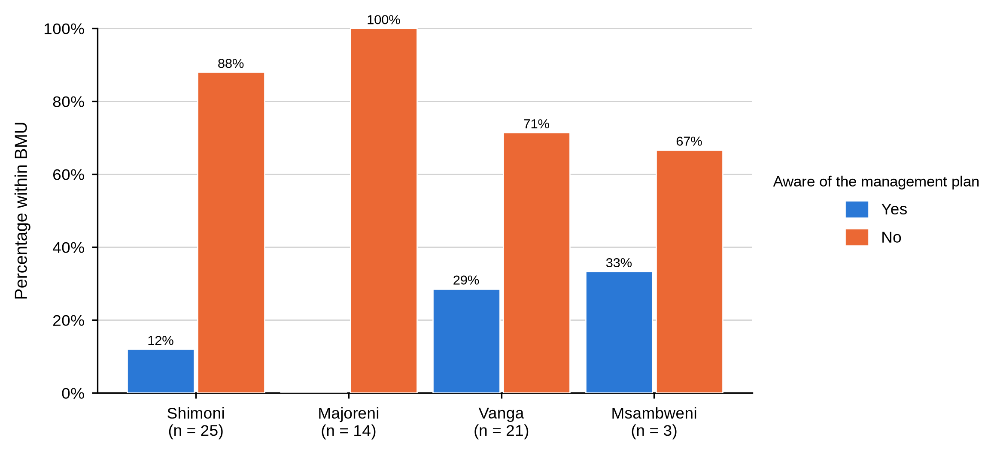 Percentage within BMU
100%
80%
60%
40%
20%
0%
12%
88%
100%
29%
71%
33%
67%
Shimoni
(n = 25)
Majoreni
(n = 14)
Vanga
(n = 21)
Msambweni
(n = 3)
Aware of the management plan
Yes
No